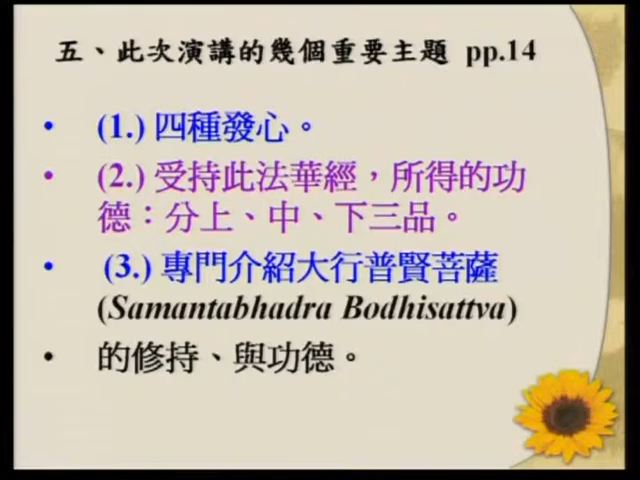 五、此次演講的幾個重要主題 pp.14
• (1.) 四種發心。
• (2.) 受持此法華經，所得的功
德：分上、中、下三品。
• (3.) 專門介紹大行普賢菩薩
(Samantabhadra Bodhisattva)
• 的修持、與功德。